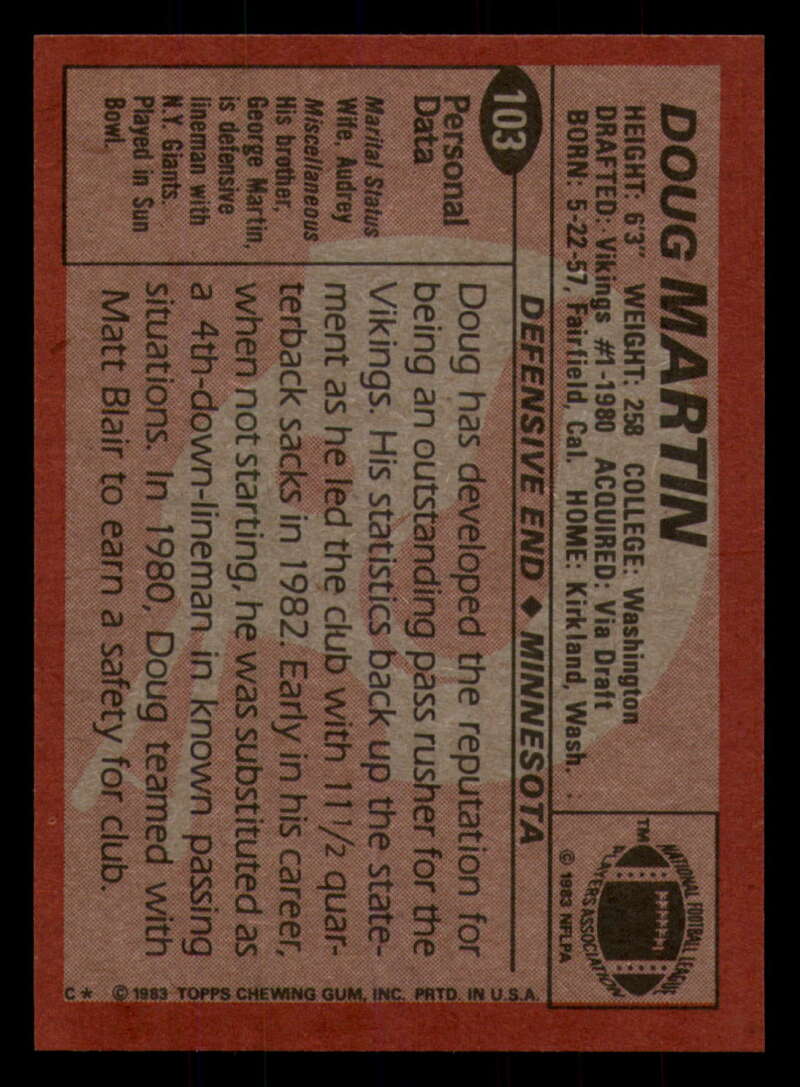 DOUG MARTIN
HEIGHT: 6'3" WEIGHT: 258 COLLEGE: Washington
DRAFTED: Vikings #1-1980 ACQUIRED: Via Draft
BORN: 5-22-57, Fairfield, Cal. HOME: Kirkland, Wash.
NATIONAL FOOTBALL LEAGUE
PLAYERS ASSOCIATION
TM
© 1983 NFLPA
103
DEFENSIVE END ♦ MINNESOTA
Personal
Data
Marital Status
Wife, Audrey
Miscellaneous
His brother,
George Martin,
is defensive
lineman with
N.Y. Giants.
Played in Sun
Bowl.
Doug has developed the reputation for
being an outstanding pass rusher for the
Vikings. His statistics back up the state-
ment as he led the club with 11½ quar-
terback sacks in 1982. Early in his career,
when not starting, he was substituted as
a 4th-down-lineman in known passing
situations. In 1980, Doug teamed with
Matt Blair to earn a safety for club.
C* © 1983 TOPPS CHEWING GUM, INC. PRTD. IN U.S.A.